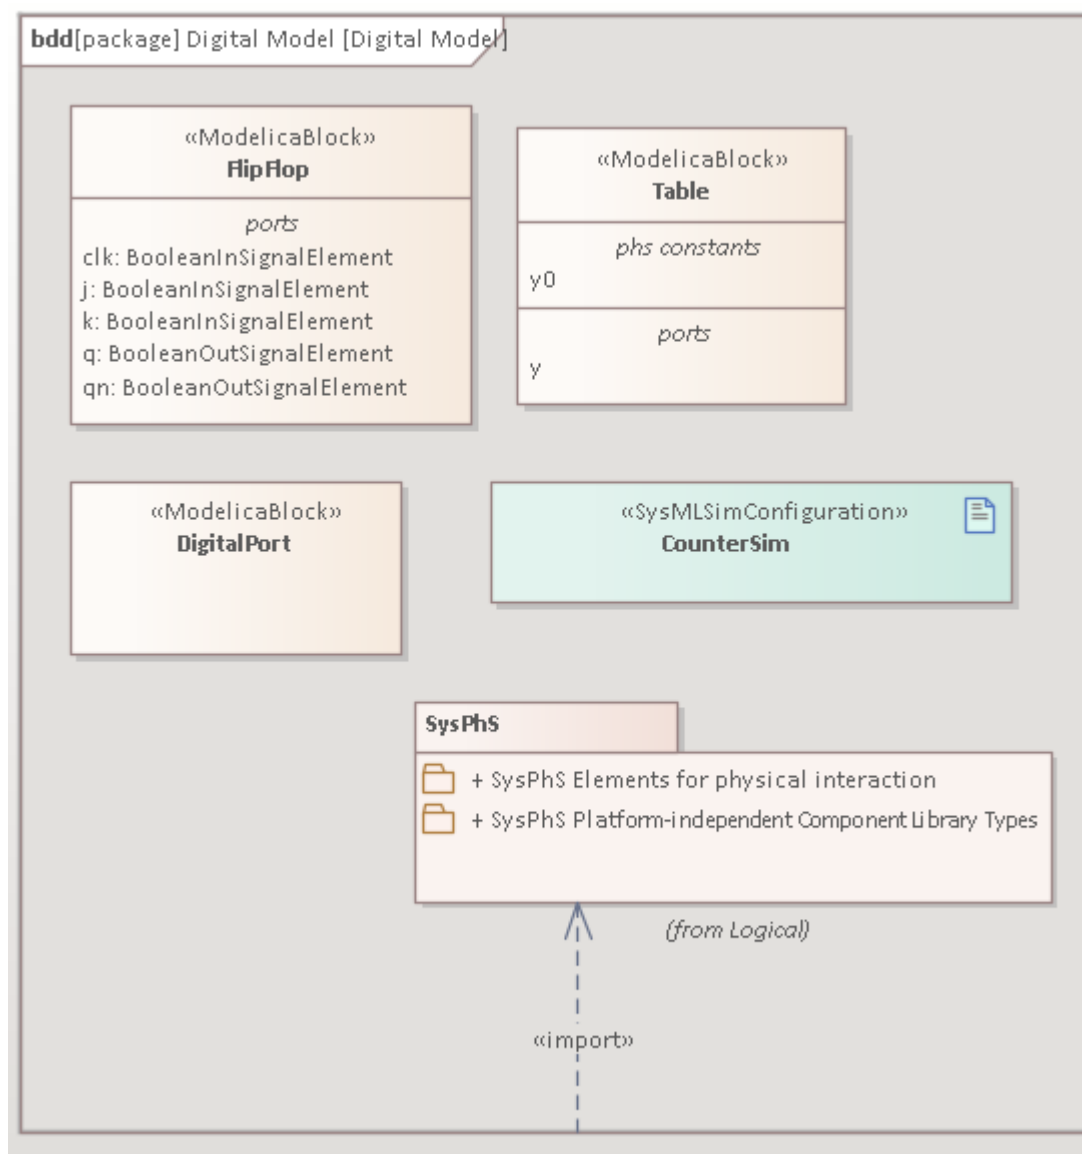 bdd[package] Digital Model [Digital Model]
«ModelicaBlock»
FlipFlop
ports
clk: BooleanInSignalElement
j: BooleanInSignalElement
k: BooleanInSignalElement
q: BooleanOutSignalElement
qn: BooleanOutSignalElement
«ModelicaBlock»
Table
phs constants
y0
ports
y
«ModelicaBlock»
DigitalPort
«SysMLSimConfiguration»
CounterSim
SysPhS
+ SysPhS Elements for physical interaction
+ SysPhS Platform-independent Component Library Types
(from Logical)
«import»